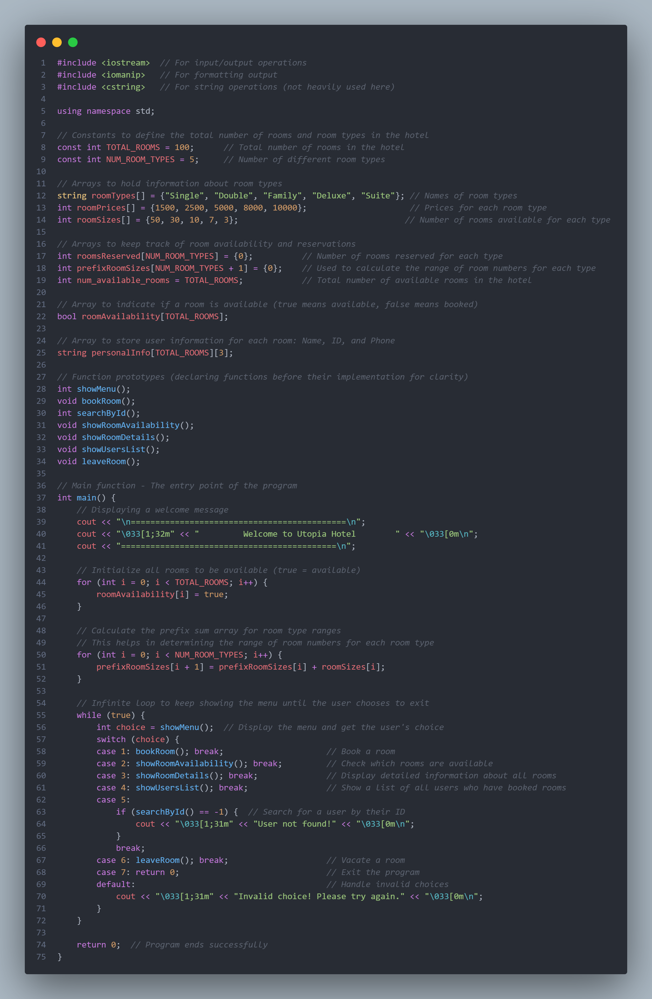 1 #include <iostream>  // For input/output operations
2 #include <iomanip>   // For formatting output
3 #include <cstring>   // For string operations (not heavily used here)
4
5 using namespace std;
6
7 // Constants to define the total number of rooms and room types in the hotel
8 const int TOTAL_ROOMS = 100;      // Total number of rooms in the hotel
9 const int NUM_ROOM_TYPES = 5;     // Number of different room types
10
11 // Arrays to hold information about room types
12 string roomTypes[] = {"Single", "Double", "Family", "Deluxe", "Suite"}; // Names of room types
13 int roomPrices[] = {1500, 2500, 5000, 8000, 10000};                     // Prices for each room type
14 int roomSizes[] = {50, 30, 10, 7, 3};                                  // Number of rooms available for each type
15
16 // Arrays to keep track of room availability and reservations
17 int roomsReserved[NUM_ROOM_TYPES] = {0};          // Number of rooms reserved for each type
18 int prefixRoomSizes[NUM_ROOM_TYPES + 1] = {0};    // Used to calculate the range of room numbers for each type
19 int num_available_rooms = TOTAL_ROOMS;            // Total number of available rooms in the hotel
20
21 // Array to indicate if a room is available (true means available, false means booked)
22 bool roomAvailability[TOTAL_ROOMS];
23
24 // Array to store user information for each room: Name, ID, and Phone
25 string personalInfo[TOTAL_ROOMS][3];
26
27 // Function prototypes (declaring functions before their implementation for clarity)
28 int showMenu();
29 void bookRoom();
30 int searchById();
31 void showRoomAvailability();
32 void showRoomDetails();
33 void showUsersList();
34 void leaveRoom();
35
36 // Main function - The entry point of the program
37 int main() {
38     // Displaying a welcome message
39     cout << "\n============================================\n";
40     cout << "\033[1;32m" << "         Welcome to Utopia Hotel        " << "\033[0m\n";
41     cout << "============================================\n";
42
43     // Initialize all rooms to be available (true = available)
44     for (int i = 0; i < TOTAL_ROOMS; i++) {
45         roomAvailability[i] = true;
46     }
47
48     // Calculate the prefix sum array for room type ranges
49     // This helps in determining the range of room numbers for each room type
50     for (int i = 0; i < NUM_ROOM_TYPES; i++) {
51         prefixRoomSizes[i + 1] = prefixRoomSizes[i] + roomSizes[i];
52     }
53
54     // Infinite loop to keep showing the menu until the user chooses to exit
55     while (true) {
56         int choice = showMenu();  // Display the menu and get the user's choice
57         switch (choice) {
58         case 1: bookRoom(); break;                     // Book a room
59         case 2: showRoomAvailability(); break;         // Check which rooms are available
60         case 3: showRoomDetails(); break;              // Display detailed information about all rooms
61         case 4: showUsersList(); break;                // Show a list of all users who have booked rooms
62         case 5:
63             if (searchById() == -1) {  // Search for a user by their ID
64                 cout << "\033[1;31m" << "User not found!" << "\033[0m\n";
65             }
66             break;
67         case 6: leaveRoom(); break;                    // Vacate a room
68         case 7: return 0;                              // Exit the program
69         default:                                       // Handle invalid choices
70             cout << "\033[1;31m" << "Invalid choice! Please try again." << "\033[0m\n";
71         }
72     }
73
74     return 0;  // Program ends successfully
75 }